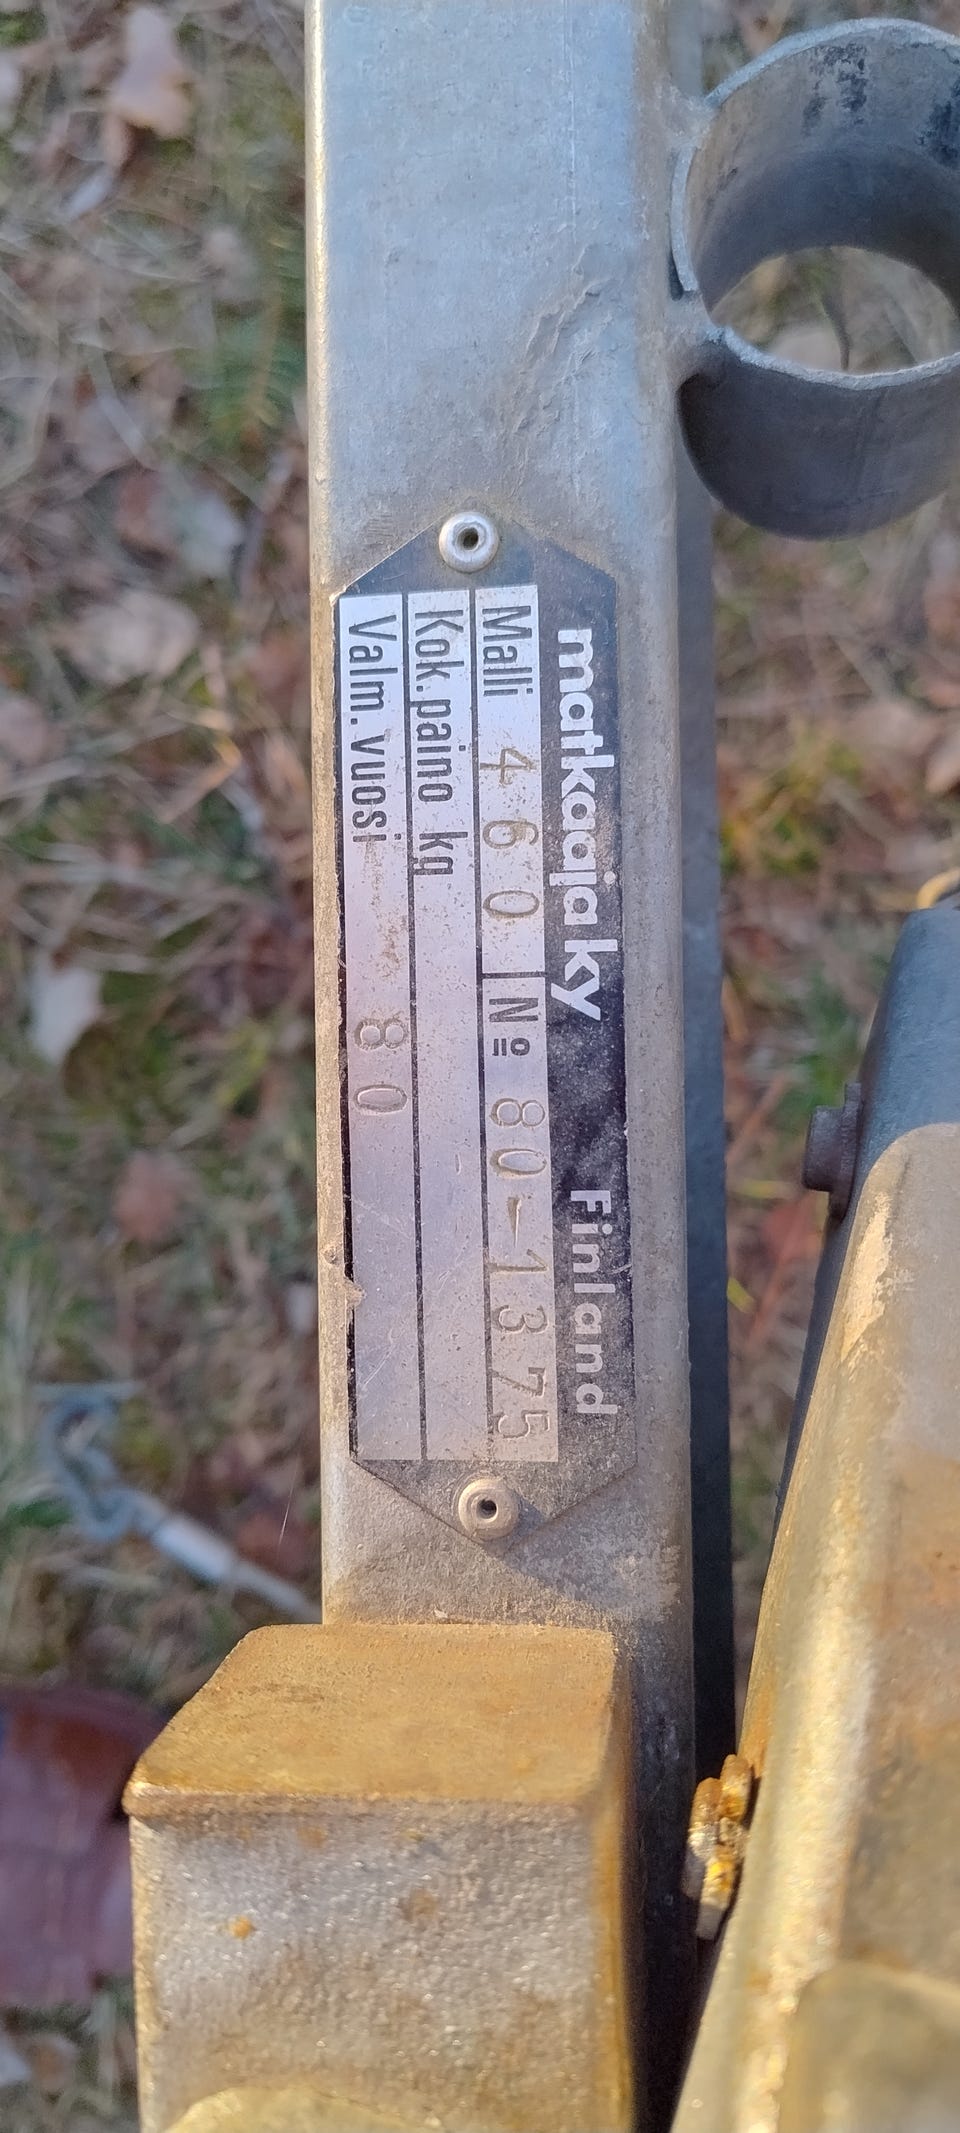 matkaaja ky Finland
Malli 460 Nº 80-1375
Kok.paino kg
Valm.vuosi 80